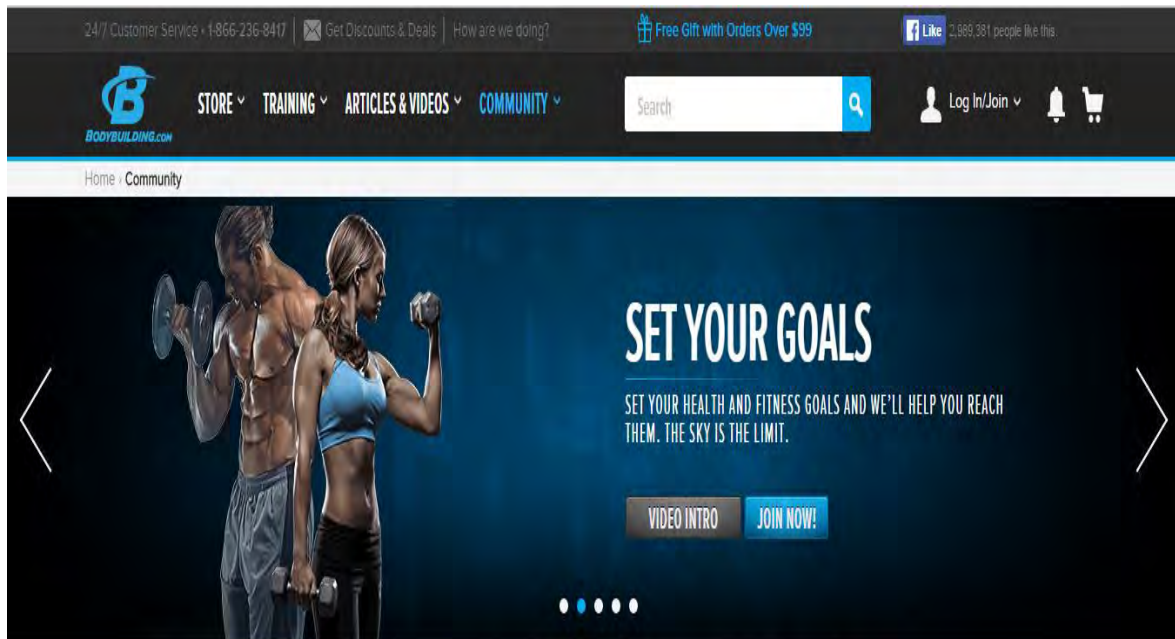 24/7 Customer Service • 1-866-236-8417 Get Discounts & Deals How are we doing? Free Gift with Orders Over $99 Like 2,989,381 people like this.
BODYBUILDING.COM STORE TRAINING ARTICLES & VIDEOS COMMUNITY Search Log In/Join
Home › Community
SET YOUR GOALS
SET YOUR HEALTH AND FITNESS GOALS AND WE'LL HELP YOU REACH
THEM. THE SKY IS THE LIMIT.
VIDEO INTRO JOIN NOW!